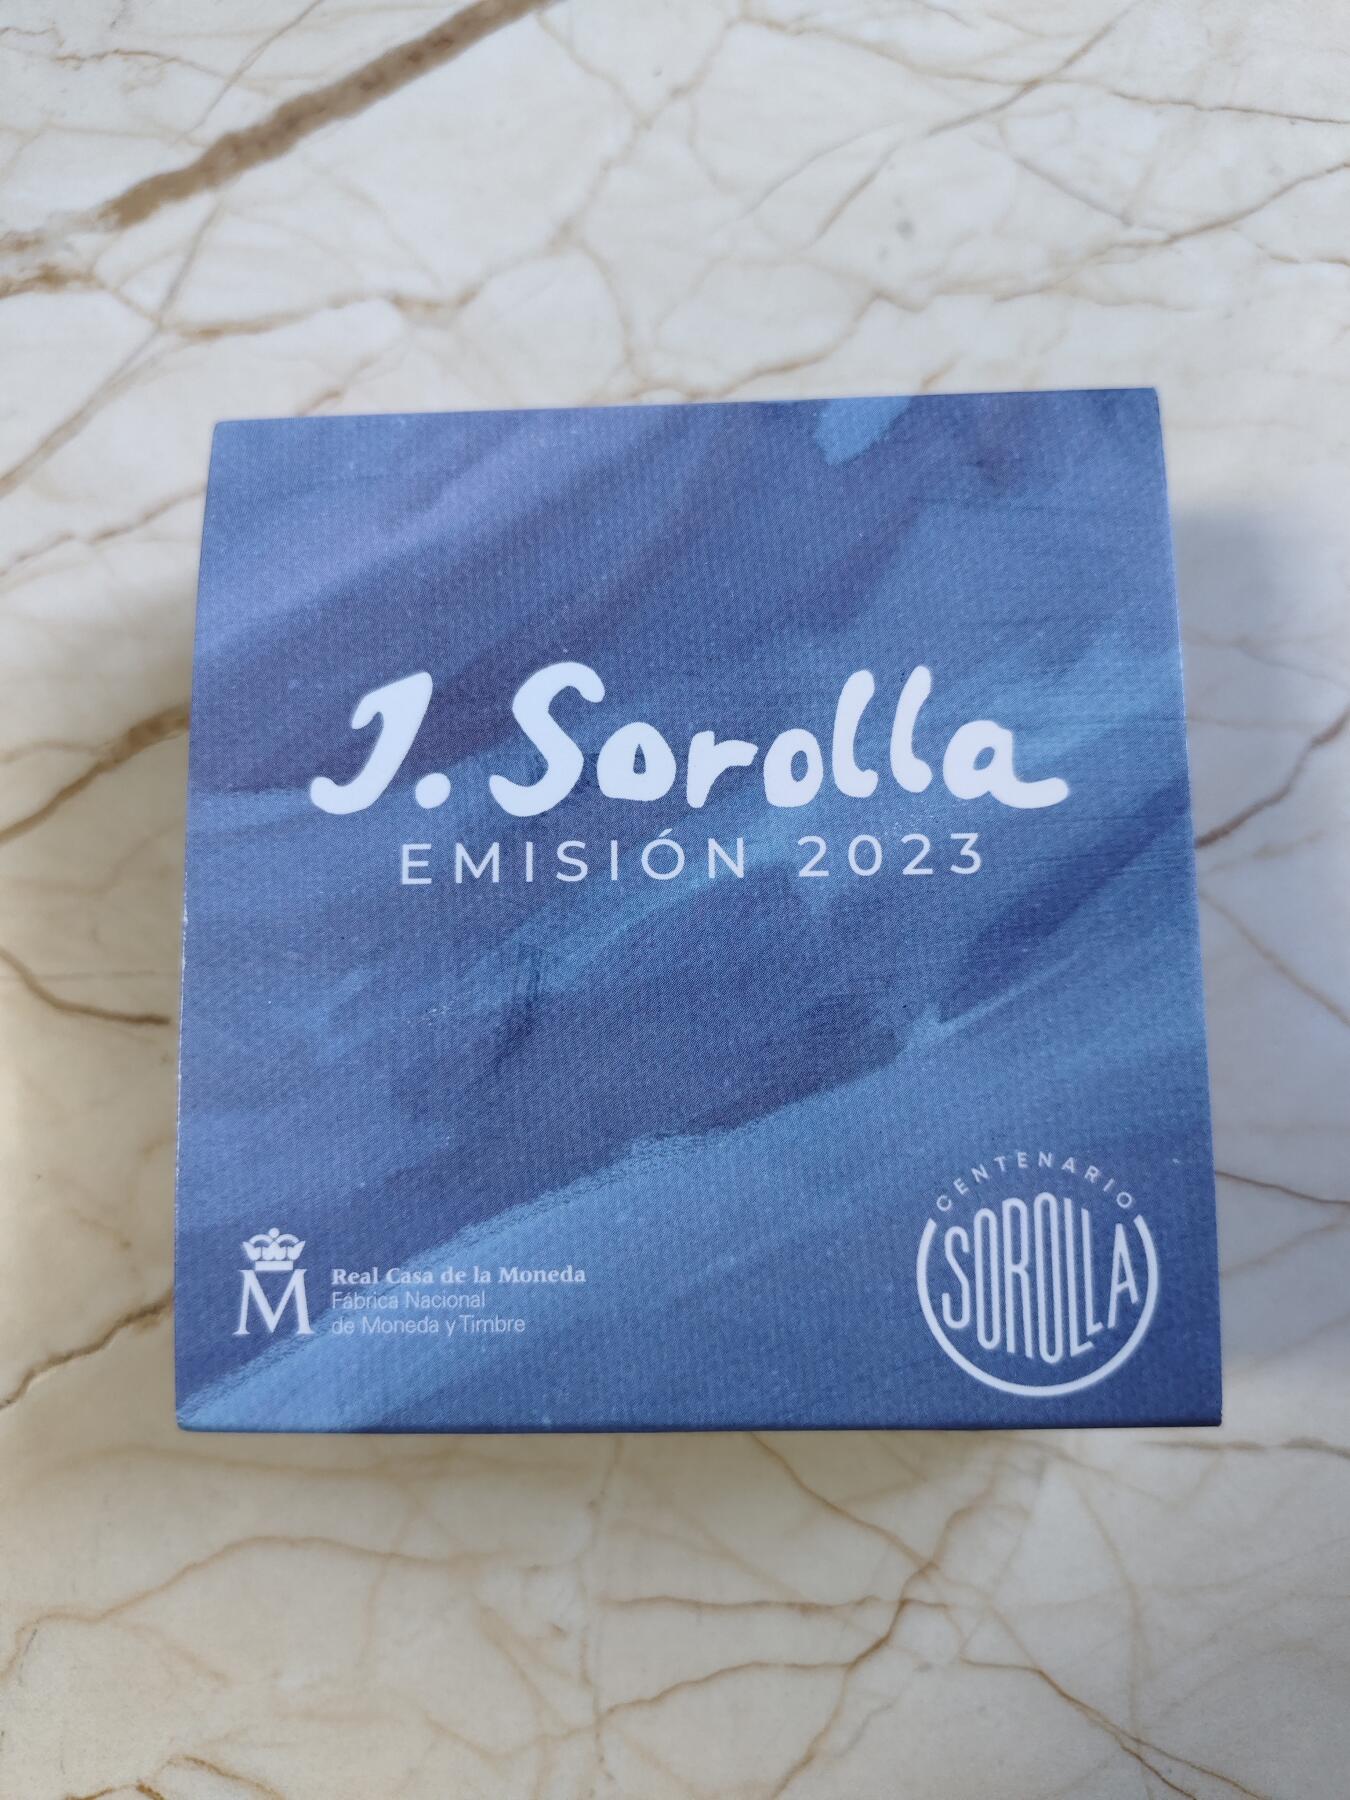 J. Sorolla
EMISIÓN 2023
M
Real Casa de la Moneda
Fábrica Nacional
de Moneda y Timbre
CENTENARIO
SOROLLA